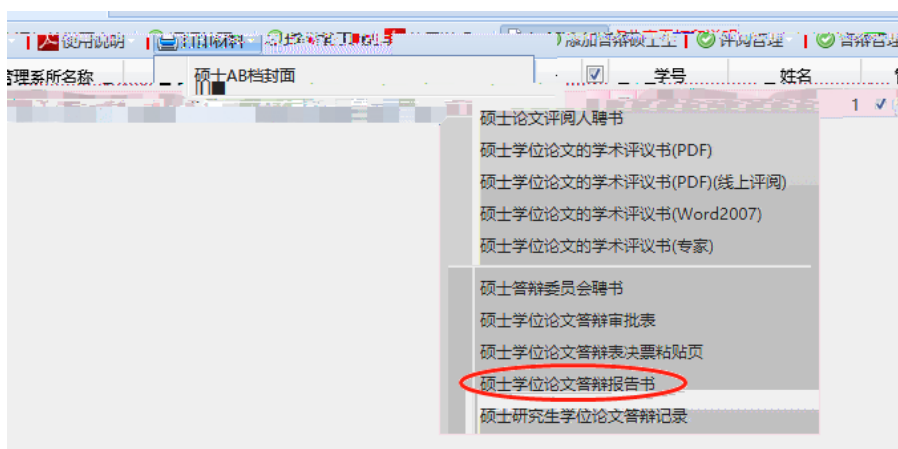 使用说明 打印材料 添加答辩硕士生 评阅管理 答辩管
管理系所名称 硕士AB档封面 学号 姓名
1
硕士论文评阅人聘书
硕士学位论文的学术评议书(PDF)
硕士学位论文的学术评议书(PDF)(线上评阅)
硕士学位论文的学术评议书(Word2007)
硕士学位论文的学术评议书(专家)
硕士答辩委员会聘书
硕士学位论文答辩审批表
硕士学位论文答辩表决票粘贴页
硕士学位论文答辩报告书
硕士研究生学位论文答辩记录